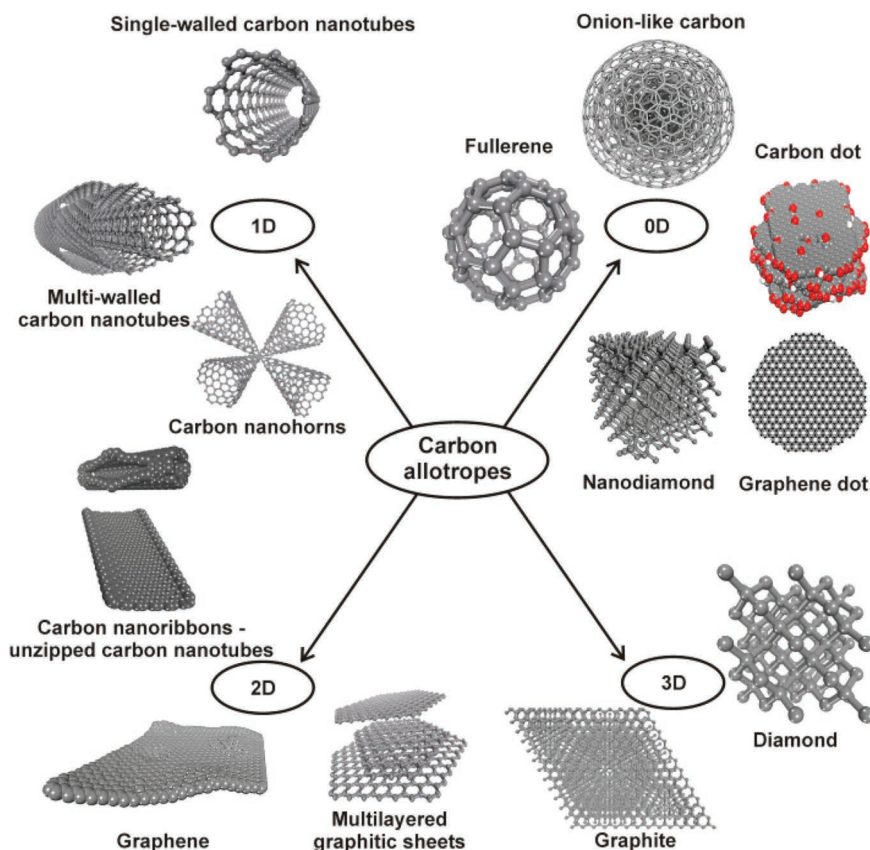 Single-walled carbon nanotubes
Onion-like carbon
Fullerene
Carbon dot
1D
0D
Multi-walled
carbon nanotubes
Carbon nanohorns
Carbon
allotropes
Nanodiamond
Graphene dot
Carbon nanoribbons -
unzipped carbon nanotubes
2D
3D
Diamond
Graphene
Multilayered
graphitic sheets
Graphite